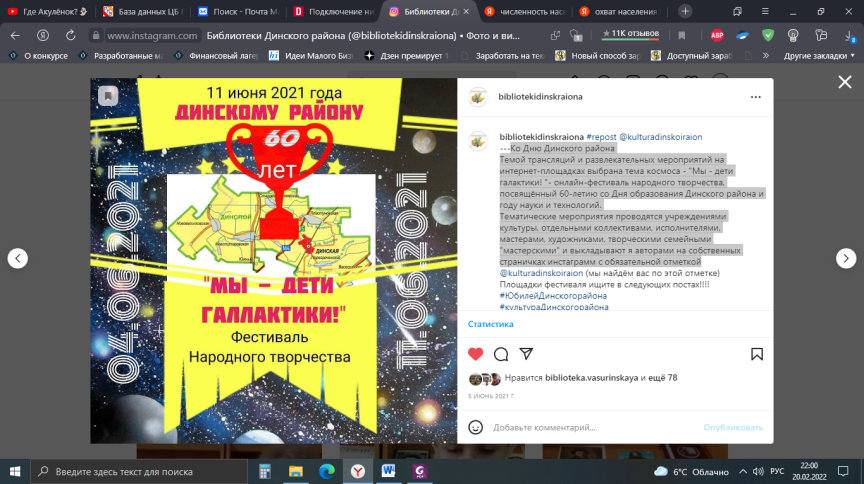 Где Акулёнок?
База данных ЦБ
Поиск - Почта М
Подключение н
Библиотеки Ди
численность нас
охват населения
www.instagram.com
Библиотеки Динского района (@bibliotekidinskraiona) • Фото и ви...
★ 11K отзывов
ABP
О конкурсе
Разработанные м
Финансовый лаге
Идеи Малого Биз
Дзен премирует 1
Заработать на тек
Новый способ зар
Доступный зараб
Другие закладки
11 июня 2021 года
ДИНСКОМУ РАЙОНУ
60
лет
04.06.2021
11.06.2021
ДИНСКОЙ
ДИНСКАЯ
"МЫ - ДЕТИ
ГАЛЛАКТИКИ!"
Фестиваль
Народного творчества
bibliotekidinskraiona
bibliotekidinskraiona #repost @kulturadinskoiraion
---Ко Дню Динского района
Темой трансляций и развлекательных мероприятий на
интернет-площадках выбрана тема космоса - "Мы - дети
галактики! "- онлайн-фестиваль народного творчества,
посвящённый 60-летию со Дня образования Динского района и
году науки и технологий.
Тематические мероприятия проводятся учреждениями
культуры, отдельными коллективами, исполнителями,
мастерами, художниками, творческими семейными
"мастерскими" и выкладывают я авторами на собственных
страничках инстаграмм с обязательной отметкой
@kulturadinskoiraion (мы найдём вас по этой отметке)
Площадки фестиваля ищите в следующих постах!!!!
#ЮбилейДинскогорайона
#культураДинскогорайона
Статистика
Нравится biblioteka.vasurinskaya и ещё 78
5 ИЮНЬ 2021 Г.
Добавьте комментарий...
Опубликовать
Введите здесь текст для поиска
6°C Облачно
РУС
22:00
20.02.2022